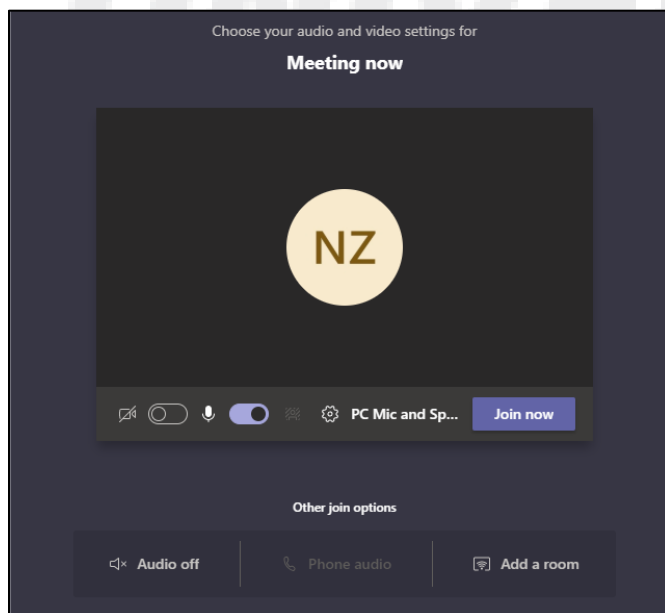 Choose your audio and video settings for
Meeting now
NZ
PC Mic and Sp... Join now
Other join options
Audio off Phone audio Add a room